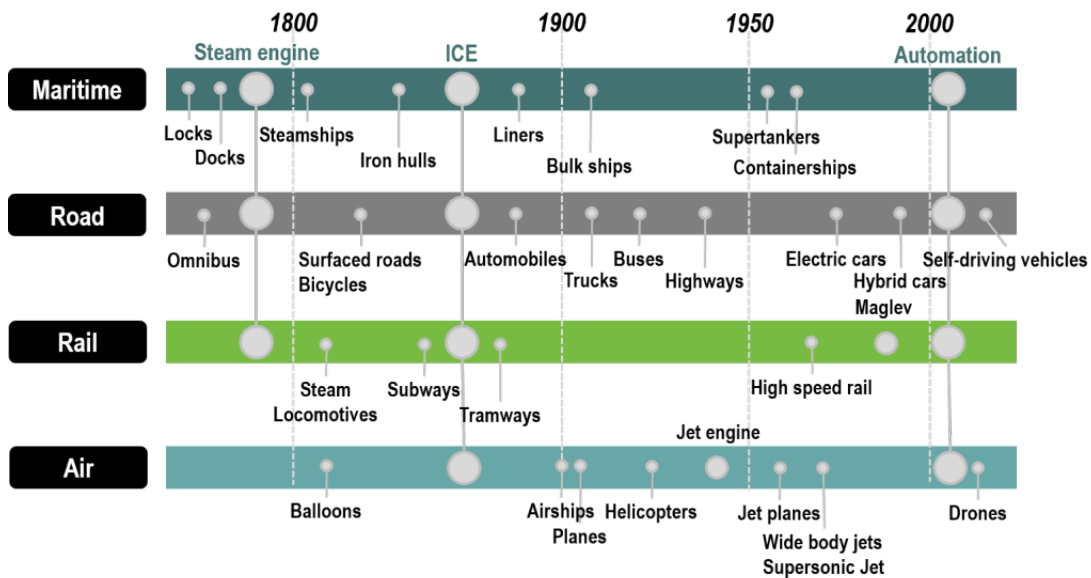 1800
1900
1950
2000
Steam engine
ICE
Automation
Maritime
Locks
Docks
Steamships
Iron hulls
Liners
Bulk ships
Supertankers
Containerships
Road
Omnibus
Surfaced roads
Bicycles
Automobiles
Trucks
Buses
Highways
Electric cars
Hybrid cars
Self-driving vehicles
Maglev
Rail
Steam
Locomotives
Subways
Tramways
High speed rail
Jet engine
Air
Balloons
Airships
Planes
Helicopters
Jet planes
Wide body jets
Supersonic Jet
Drones